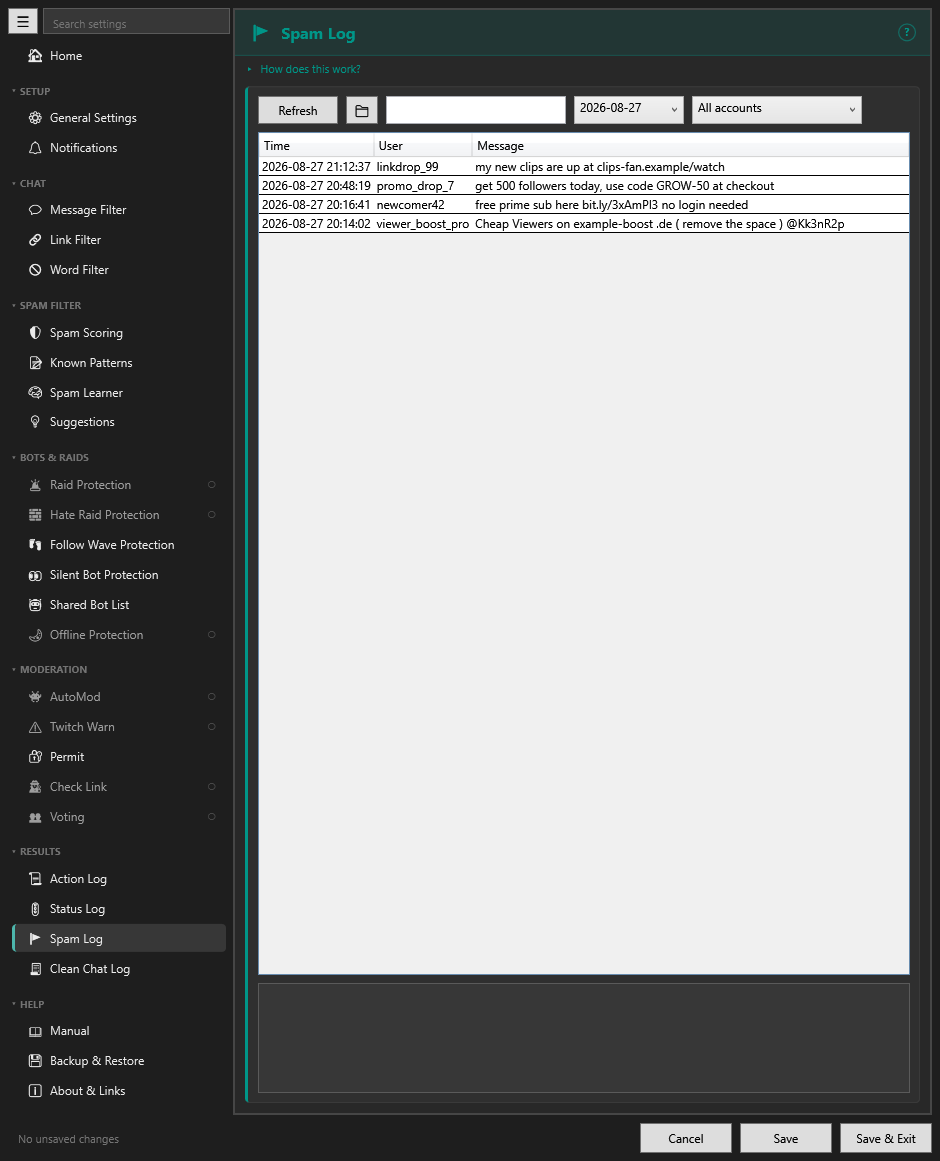 Search settings
Home
SETUP
General Settings
Notifications
CHAT
Message Filter
Link Filter
Word Filter
SPAM FILTER
Spam Scoring
Known Patterns
Spam Learner
Suggestions
BOTS & RAIDS
Raid Protection
Hate Raid Protection
Follow Wave Protection
Silent Bot Protection
Shared Bot List
Offline Protection
MODERATION
AutoMod
Twitch Warn
Permit
Check Link
Voting
RESULTS
Action Log
Status Log
Spam Log
Clean Chat Log
HELP
Manual
Backup & Restore
About & Links
No unsaved changes
Spam Log ?
How does this work?
Refresh 2026-08-27 All accounts
Time User Message
2026-08-27 21:12:37 linkdrop_99 my new clips are up at clips-fan.example/watch
2026-08-27 20:48:19 promo_drop_7 get 500 followers today, use code GROW-50 at checkout
2026-08-27 20:16:41 newcomer42 free prime sub here bit.ly/3xAmPl3 no login needed
2026-08-27 20:14:02 viewer_boost_pro Cheap Viewers on example-boost .de ( remove the space ) @Kk3nR2p
Cancel Save Save & Exit